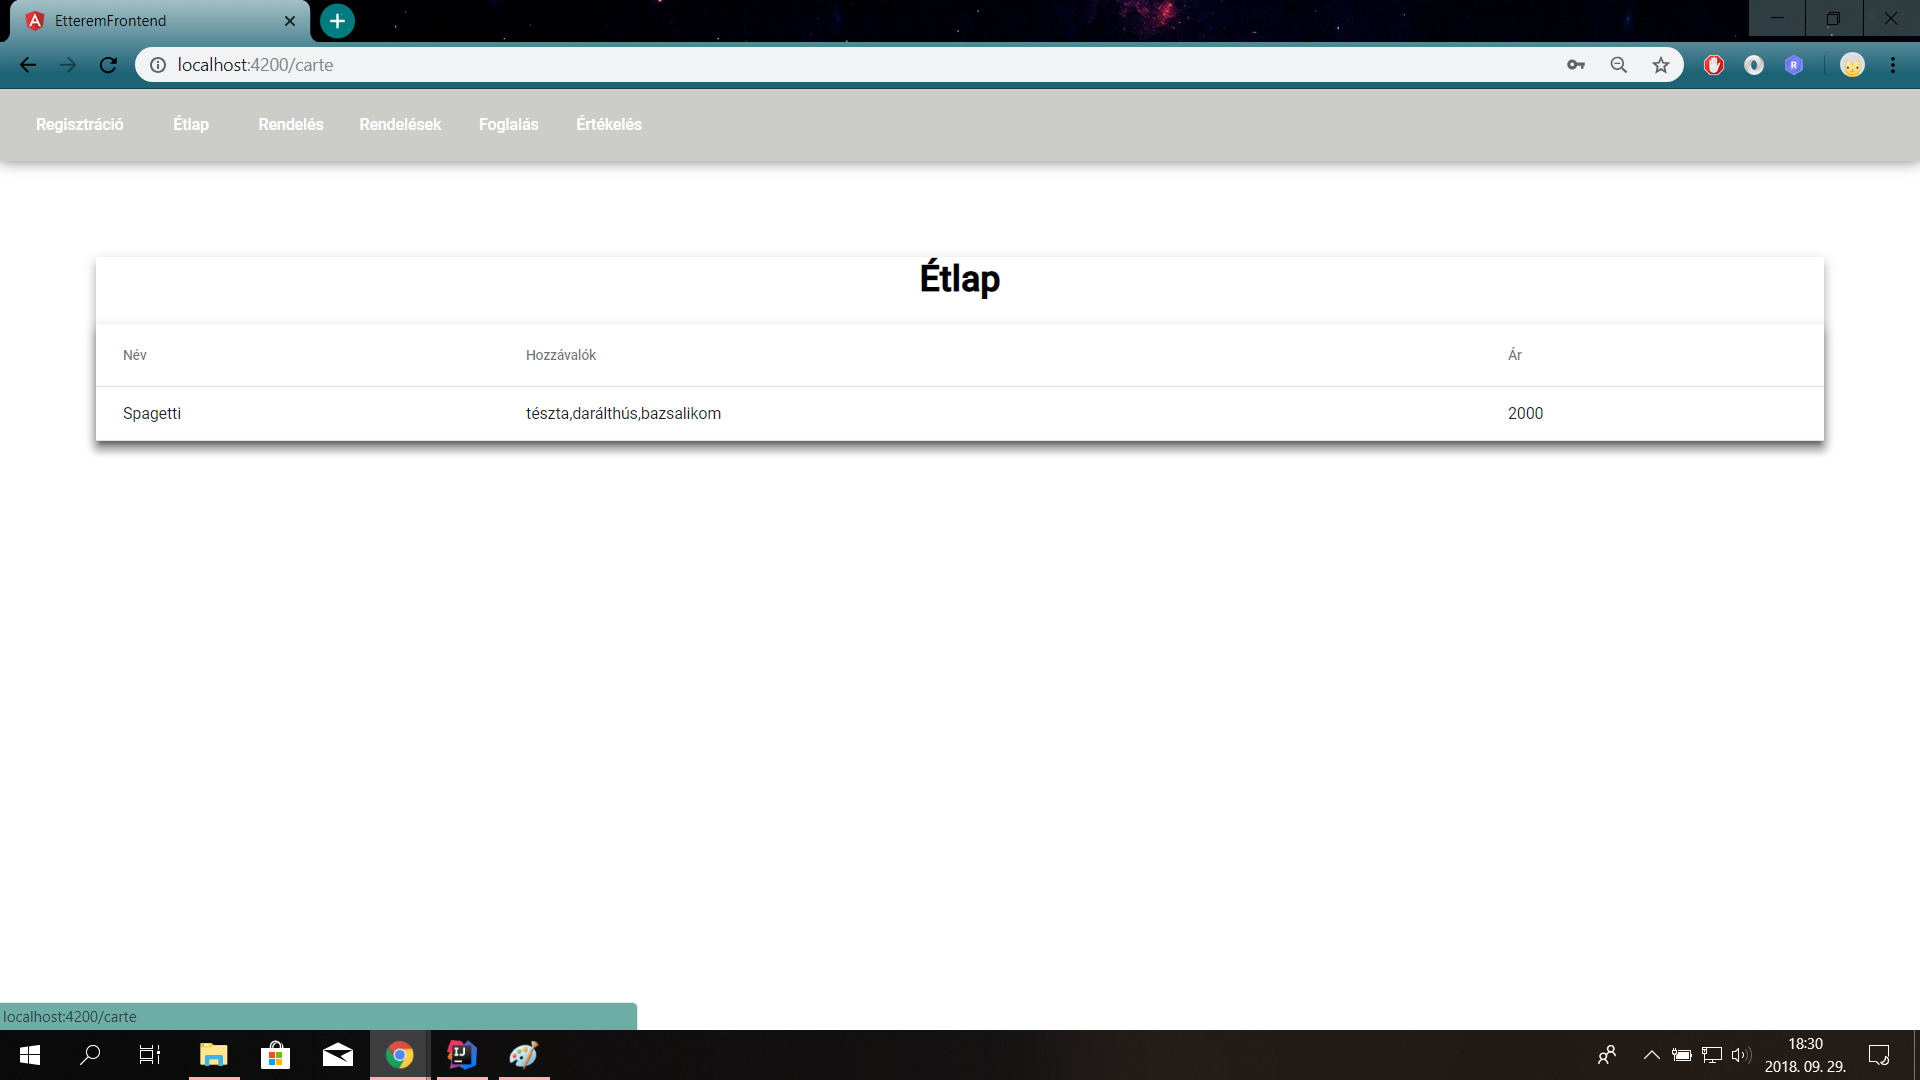 EtteremFrontend
localhost:4200/carte
Regisztráció Étlap Rendelés Rendelések Foglalás Értékelés
Étlap
Név Hozzávalók Ár
Spagetti tészta,darálthús,bazsalikom 2000
localhost:4200/carte
18:30
2018. 09. 29.